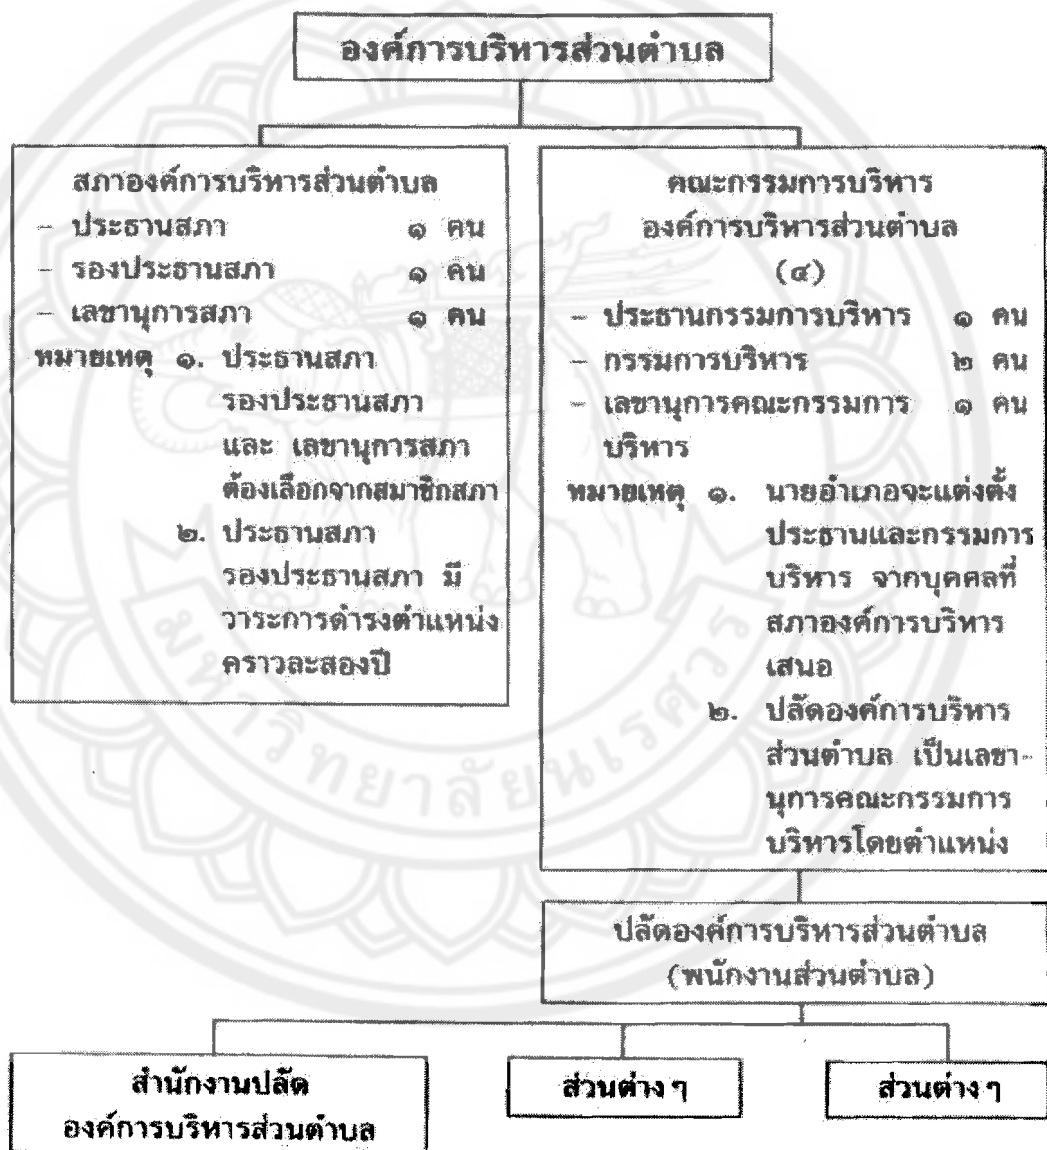 องค์การบริหารส่วนตำบล
สภาองค์การบริหารส่วนตำบล
– ประธานสภา ๑ คน
– รองประธานสภา ๑ คน
– เลขานุการสภา ๑ คน
หมายเหตุ ๑. ประธานสภา
รองประธานสภา
และ เลขานุการสภา
ต้องเลือกจากสมาชิกสภา
๒. ประธานสภา
รองประธานสภา มี
วาระการดำรงตำแหน่ง
คราวละสองปี
คณะกรรมการบริหาร
องค์การบริหารส่วนตำบล
(๔)
– ประธานกรรมการบริหาร ๑ คน
– กรรมการบริหาร ๒ คน
– เลขานุการคณะกรรมการ ๑ คน
บริหาร
หมายเหตุ ๑. นายอำเภอจะแต่งตั้ง
ประธานและกรรมการ
บริหาร จากบุคคลที่
สภาองค์การบริหาร
เสนอ
๒. ปลัดองค์การบริหาร
ส่วนตำบล เป็นเลขา-
นุการคณะกรรมการ
บริหารโดยตำแหน่ง
ปลัดองค์การบริหารส่วนตำบล
(พนักงานส่วนตำบล)
สำนักงานปลัด
องค์การบริหารส่วนตำบล
ส่วนต่าง ๆ
ส่วนต่าง ๆ
มหาวิทยาลัยนเรศวร